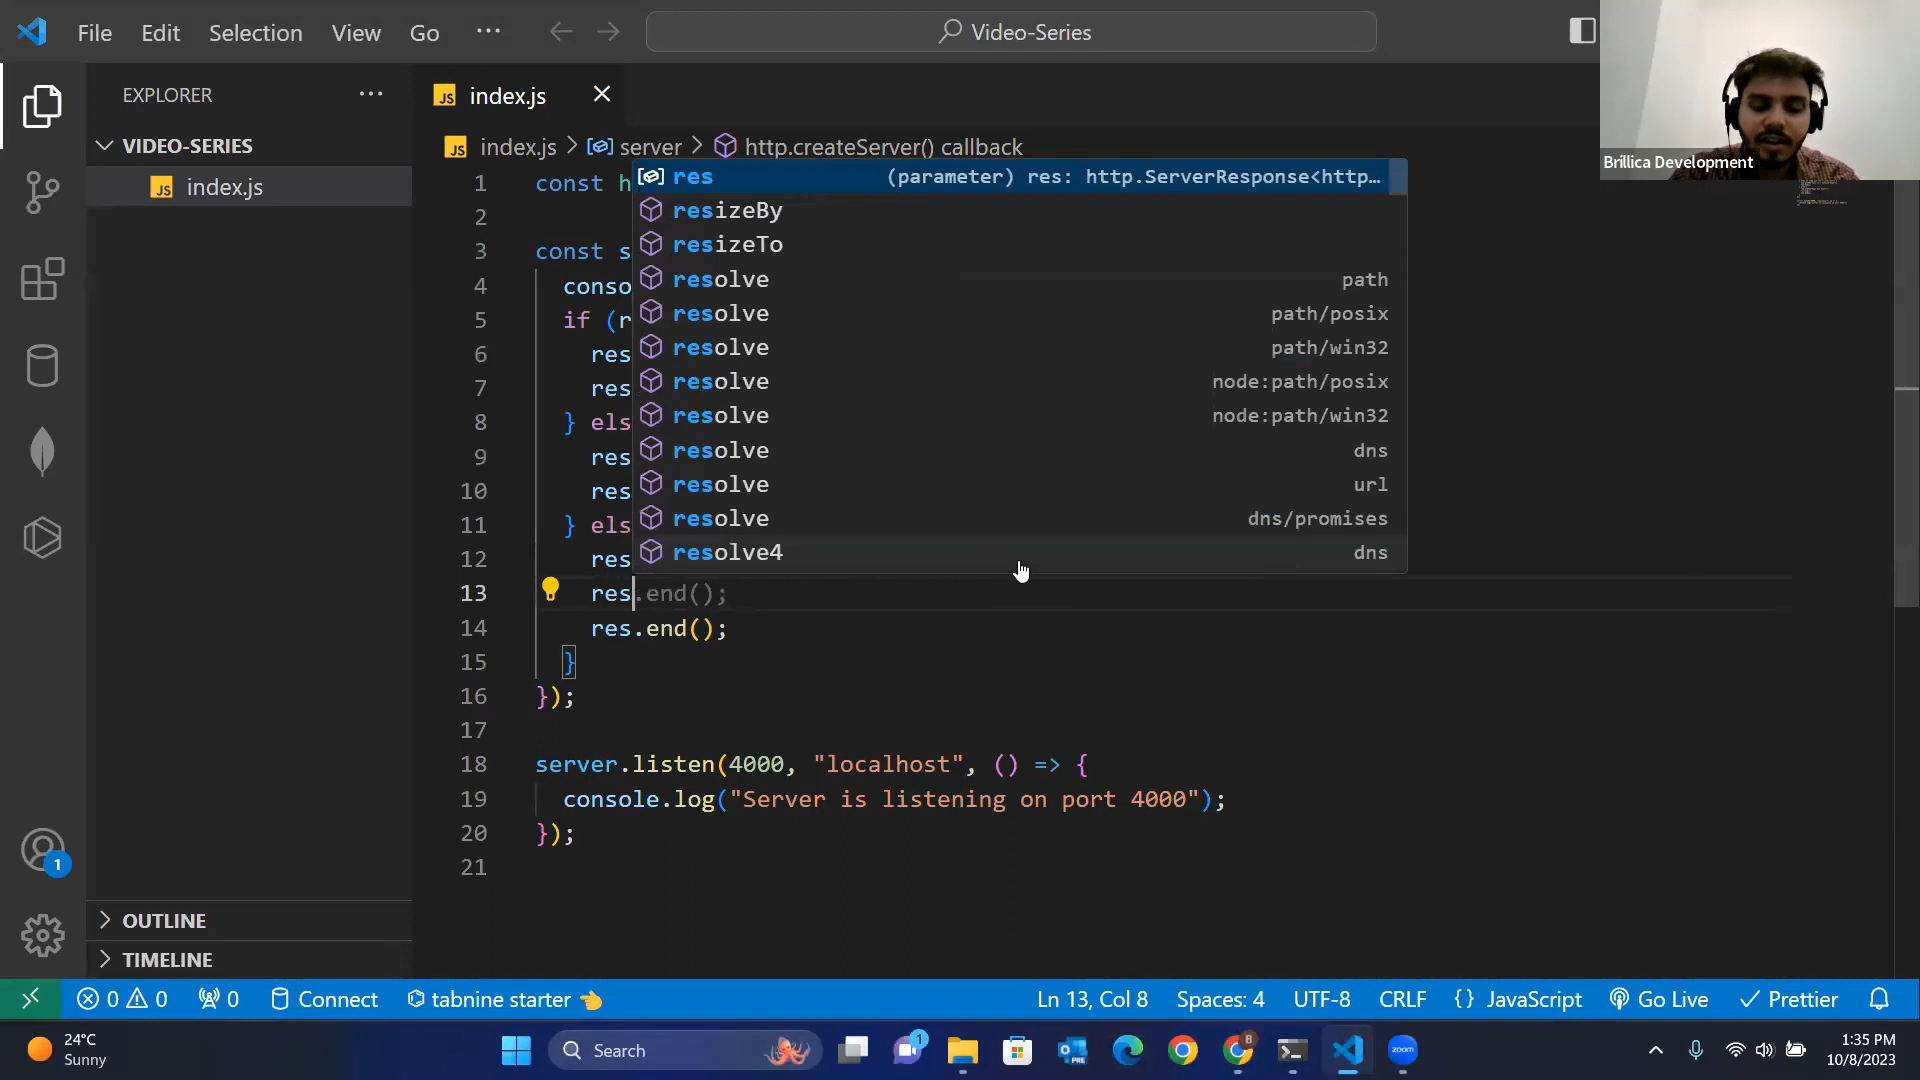 File Edit Selection View Go ...
Video-Series
Brillica Development
EXPLORER ...
VIDEO-SERIES
index.js
index.js
index.js > server > http.createServer() callback
1 const h
2
3 const s
4 conso
5 if (r
6 res
7 res
8 } els
9 res
10 res
11 } els
12 res
13 res.end();
14 res.end();
15 }
16 });
17
18 server.listen(4000, "localhost", () => {
19 console.log("Server is listening on port 4000");
20 });
21
res (parameter) res: http.ServerResponse<http...
resizeBy
resizeTo
resolve path
resolve path/posix
resolve path/win32
resolve node:path/posix
resolve node:path/win32
resolve dns
resolve url
resolve dns/promises
resolve4 dns
OUTLINE
TIMELINE
1
0 0 0 Connect tabnine starter Ln 13, Col 8 Spaces: 4 UTF-8 CRLF {} JavaScript Go Live Prettier
24°C
Sunny
Search
1
PRE
B
zoom
1:35 PM
10/8/2023